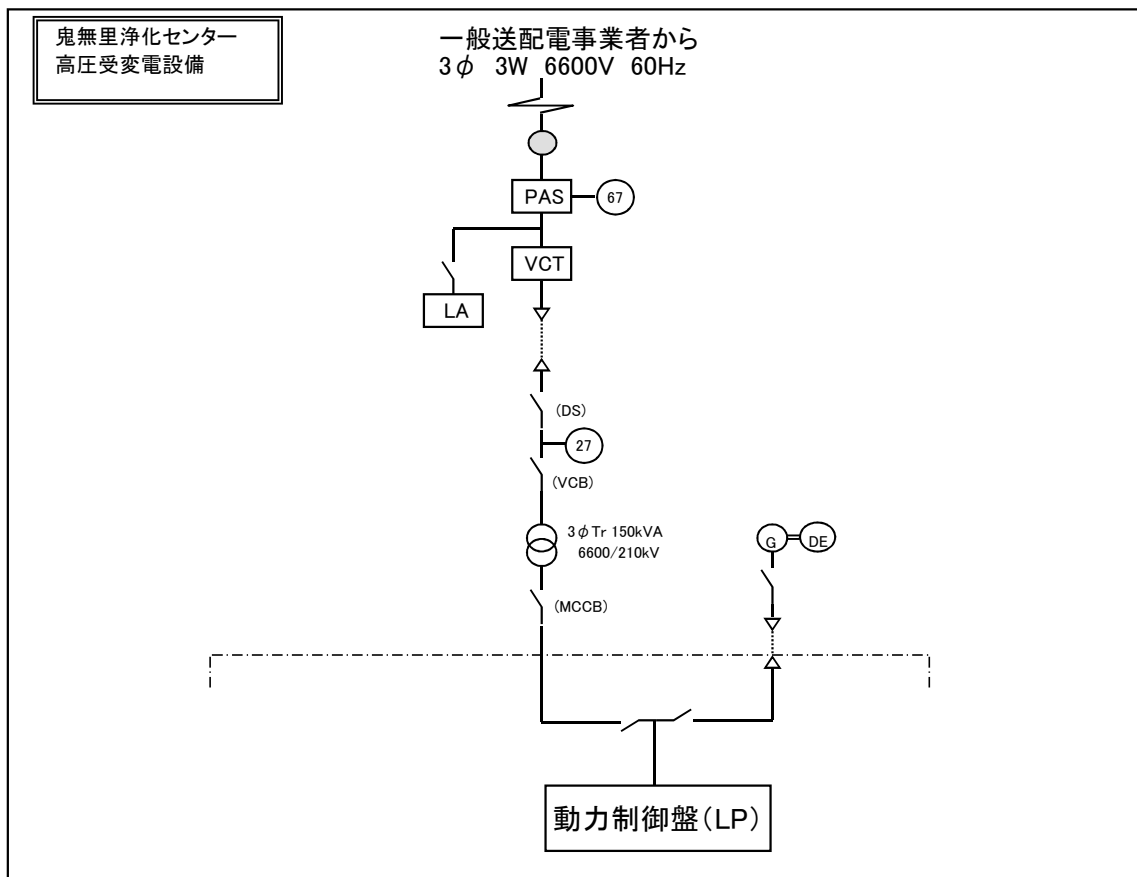 鬼無里浄化センター
高圧受変電設備
一般送配電事業者から
3φ 3W 6600V 60Hz
PAS
67
VCT
LA
(DS)
27
(VCB)
3φTr 150kVA
6600/210kV
G
DE
(MCCB)
動力制御盤(LP)